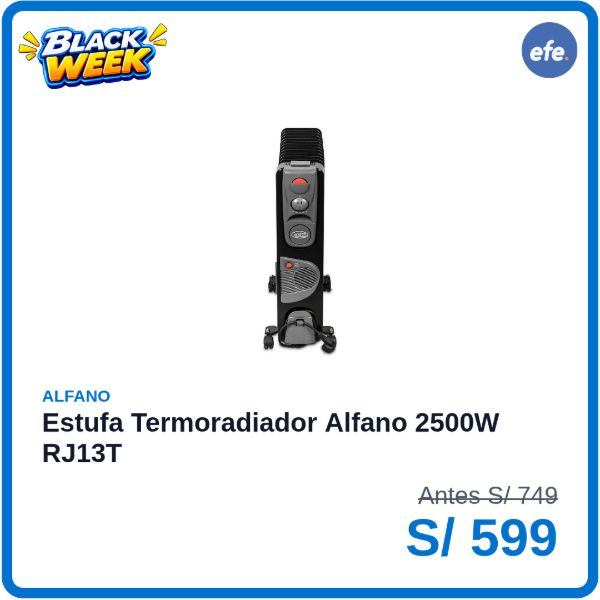 BLACK
WEEK
efe.
ALFANO
Estufa Termoradiador Alfano 2500W
RJ13T
Antes S/ 749
S/ 599